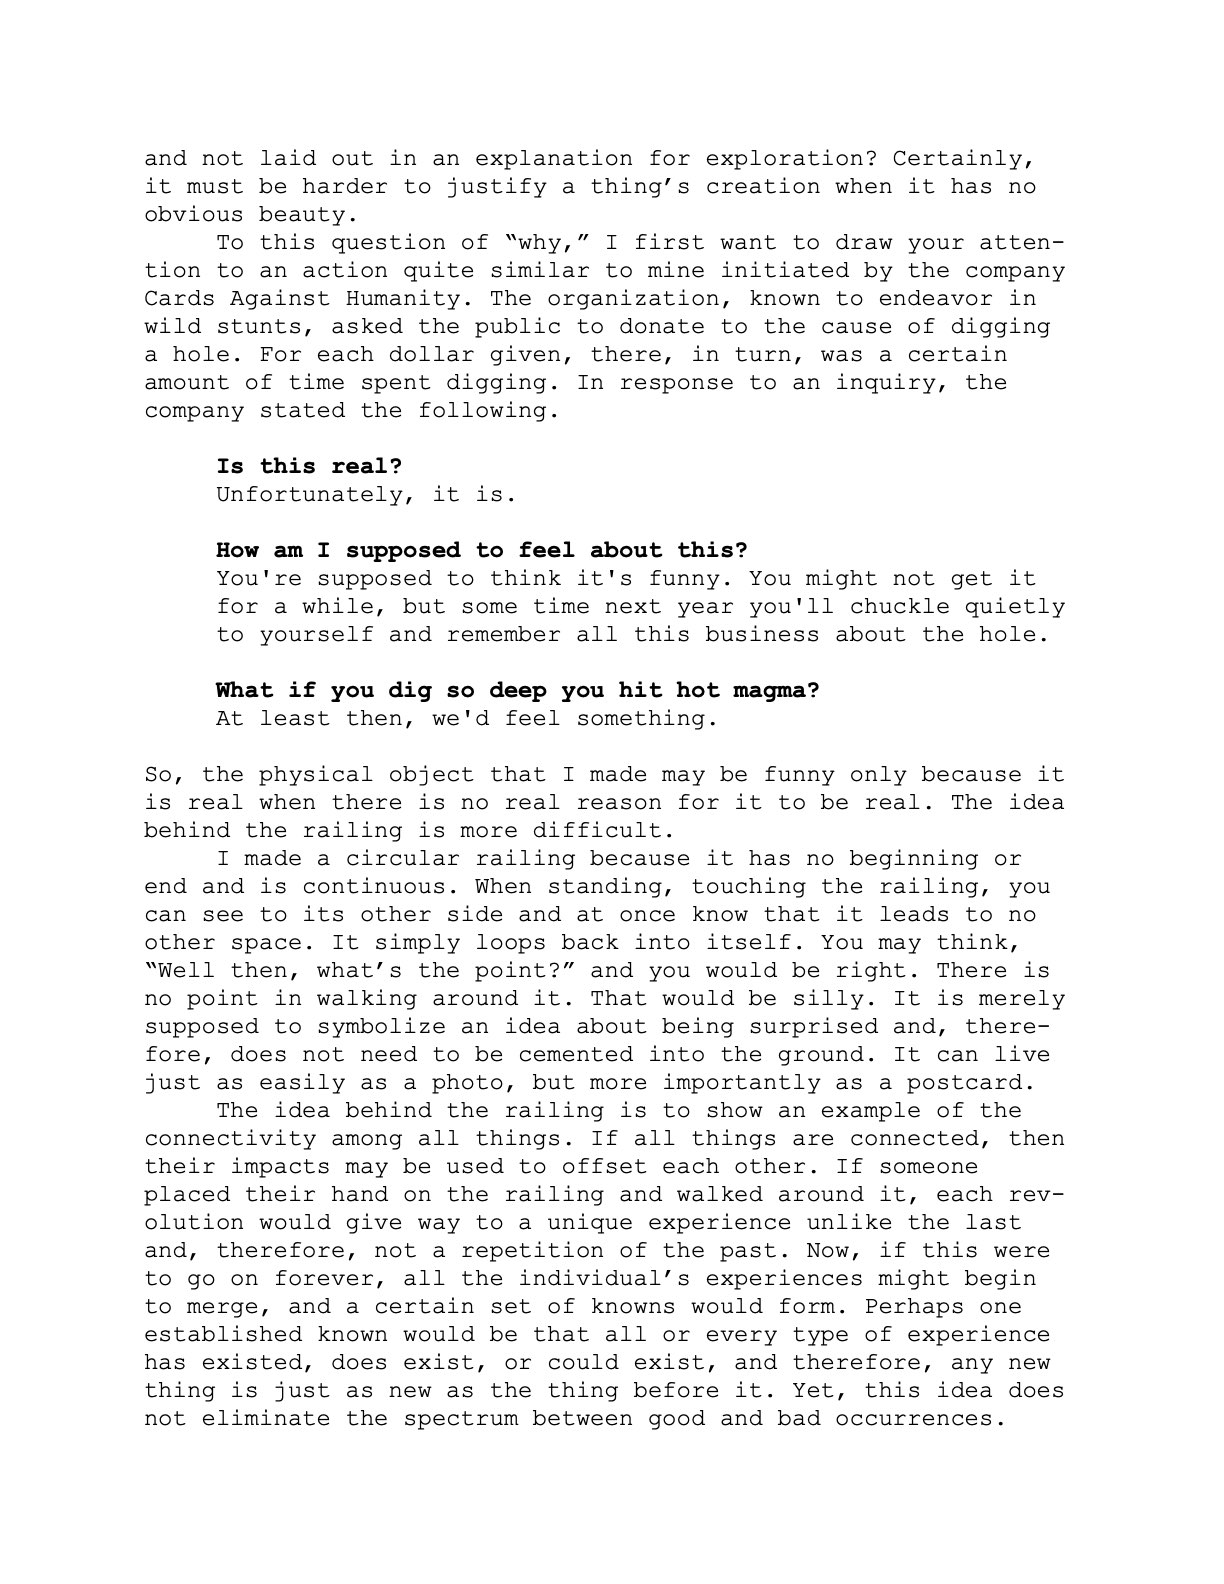 and not laid out in an explanation for exploration? Certainly,
it must be harder to justify a thing’s creation when it has no
obvious beauty.
To this question of “why,” I first want to draw your atten-
tion to an action quite similar to mine initiated by the company
Cards Against Humanity. The organization, known to endeavor in
wild stunts, asked the public to donate to the cause of digging
a hole. For each dollar given, there, in turn, was a certain
amount of time spent digging. In response to an inquiry, the
company stated the following.
Is this real?
Unfortunately, it is.
How am I supposed to feel about this?
You're supposed to think it's funny. You might not get it
for a while, but some time next year you'll chuckle quietly
to yourself and remember all this business about the hole.
What if you dig so deep you hit hot magma?
At least then, we'd feel something.
So, the physical object that I made may be funny only because it
is real when there is no real reason for it to be real. The idea
behind the railing is more difficult.
I made a circular railing because it has no beginning or
end and is continuous. When standing, touching the railing, you
can see to its other side and at once know that it leads to no
other space. It simply loops back into itself. You may think,
“Well then, what’s the point?” and you would be right. There is
no point in walking around it. That would be silly. It is merely
supposed to symbolize an idea about being surprised and, there-
fore, does not need to be cemented into the ground. It can live
just as easily as a photo, but more importantly as a postcard.
The idea behind the railing is to show an example of the
connectivity among all things. If all things are connected, then
their impacts may be used to offset each other. If someone
placed their hand on the railing and walked around it, each rev-
olution would give way to a unique experience unlike the last
and, therefore, not a repetition of the past. Now, if this were
to go on forever, all the individual’s experiences might begin
to merge, and a certain set of knowns would form. Perhaps one
established known would be that all or every type of experience
has existed, does exist, or could exist, and therefore, any new
thing is just as new as the thing before it. Yet, this idea does
not eliminate the spectrum between good and bad occurrences.